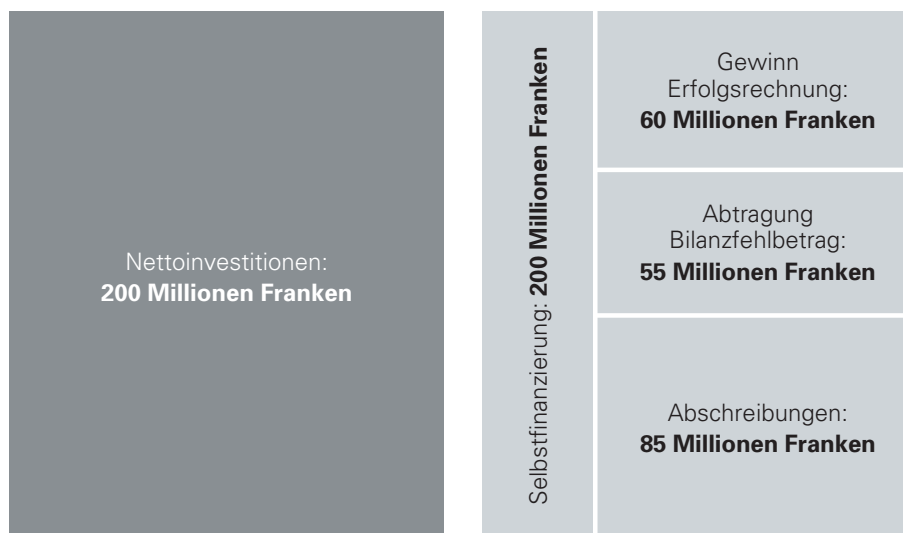 Nettoinvestitionen:
200 Millionen Franken
Selbstfinanzierung: 200 Millionen Franken
Gewinn
Erfolgsrechnung:
60 Millionen Franken
Abtragung
Bilanzfehlbetrag:
55 Millionen Franken
Abschreibungen:
85 Millionen Franken